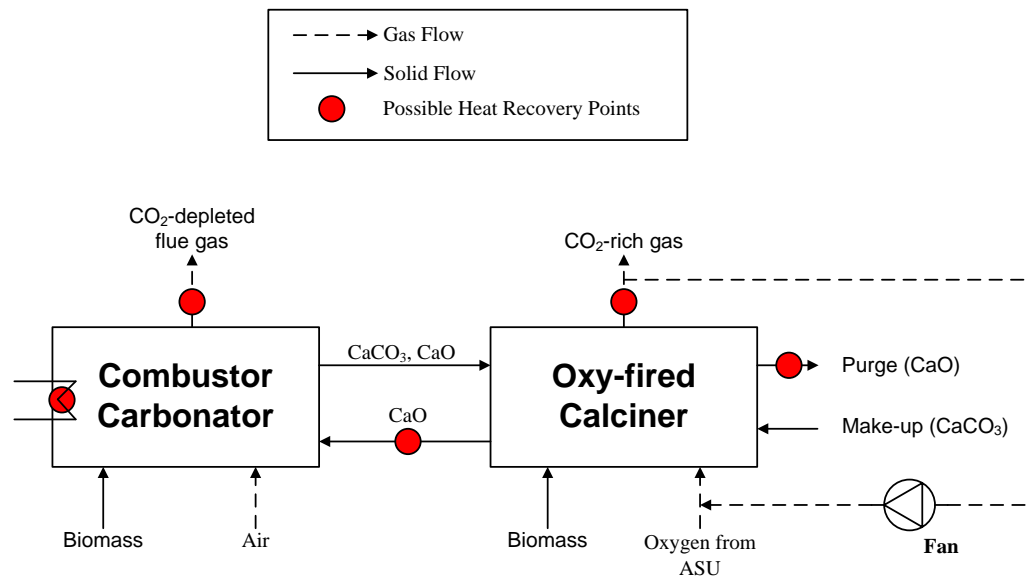 Gas Flow
Solid Flow
Possible Heat Recovery Points
CO₂-depleted
flue gas
CO₂-rich gas
Combustor
Carbonator
CaCO₃, CaO
CaO
Oxy-fired
Calciner
Purge (CaO)
Make-up (CaCO₃)
Biomass
Air
Biomass
Oxygen from
ASU
Fan